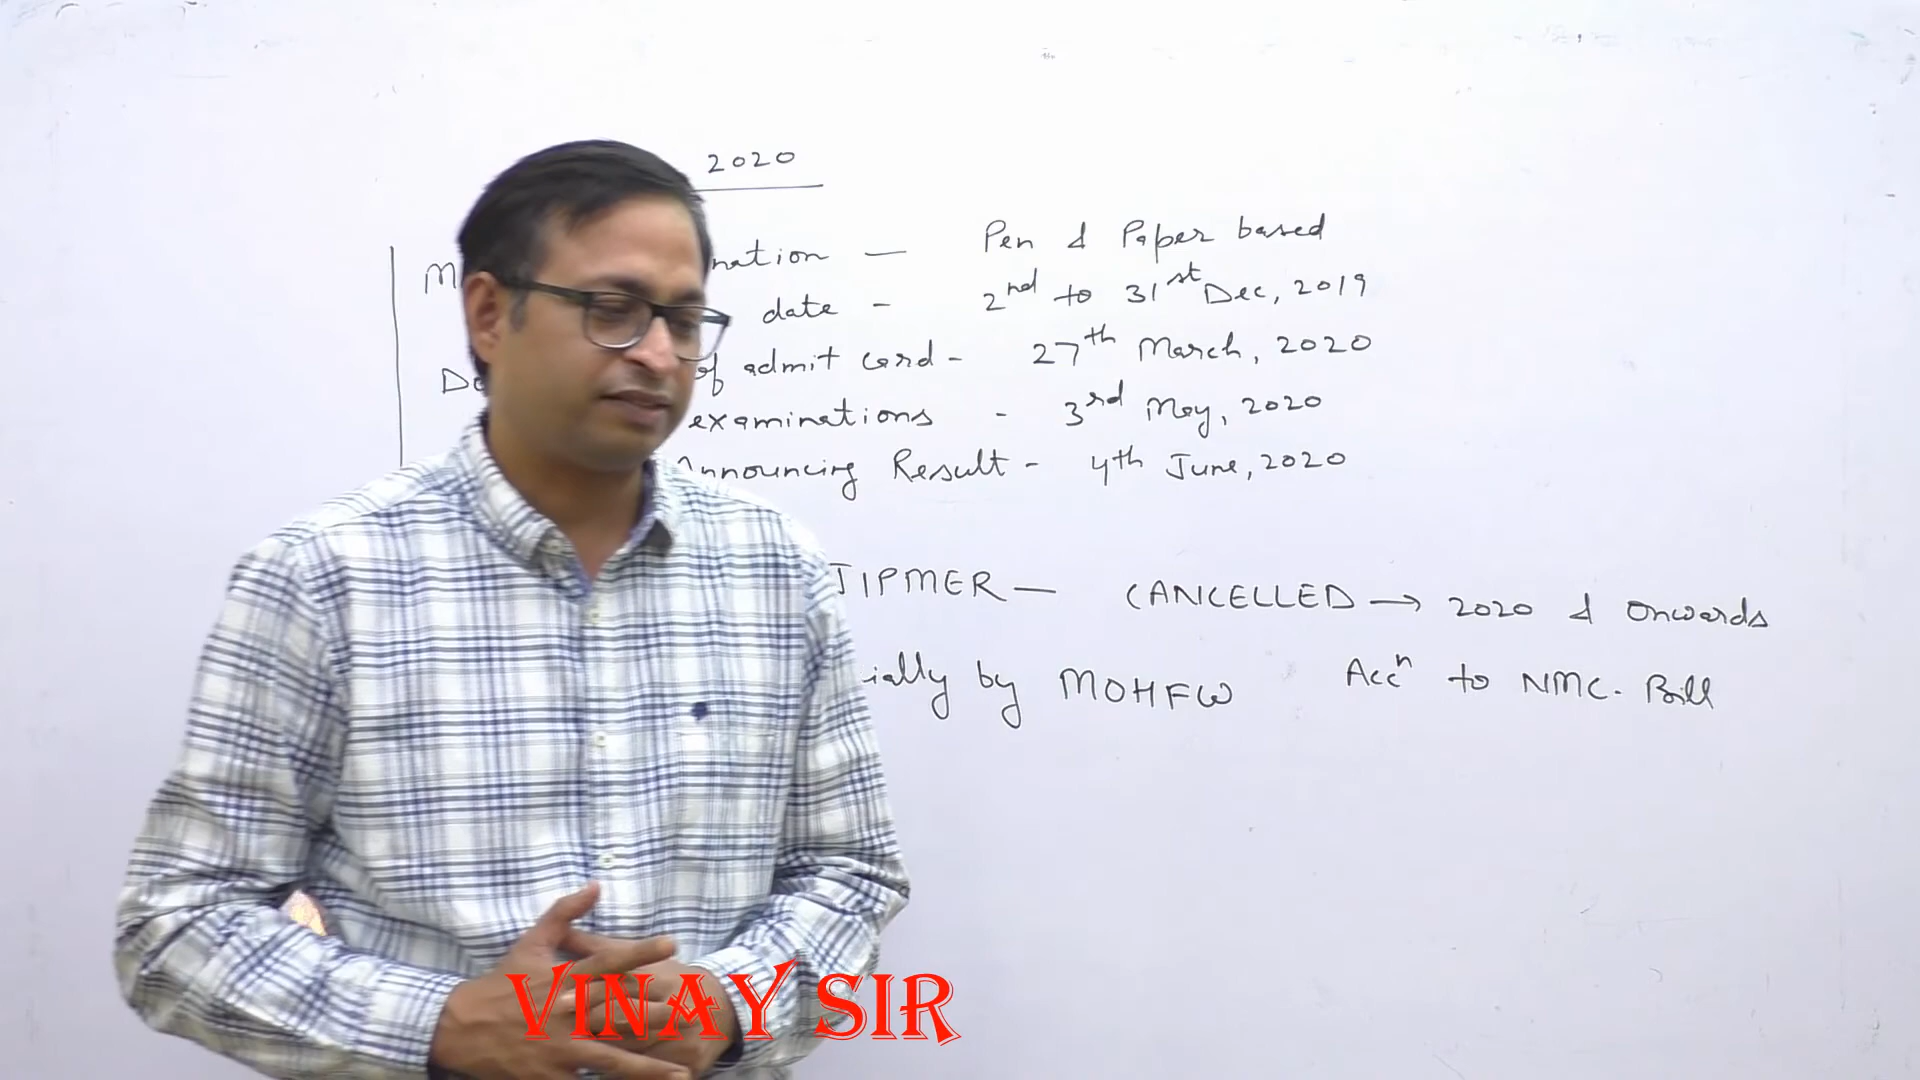 2020
nation — Pen & Paper based
date - 2nd to 31st Dec, 2019
of admit card - 27th March, 2020
examinations - 3rd May, 2020
Announcing Result - 4th June, 2020
JIPMER — CANCELLED → 2020 & Onwards
ially by MOHFW Accn to NMC. Bill
VINAY SIR